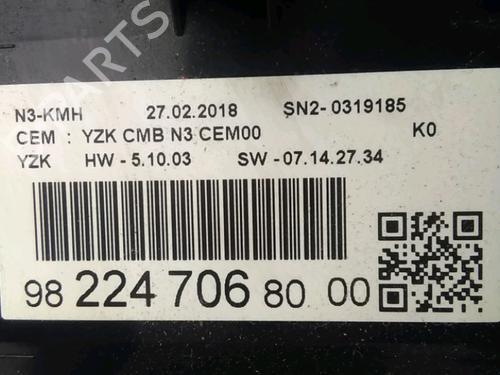 N3-KMH 27.02.2018 SN2- 0319185
CEM : YZK CMB N3 CEM00 K0
YZK HW - 5.10.03 SW - 07.14.27.34
98 224 706 80 00